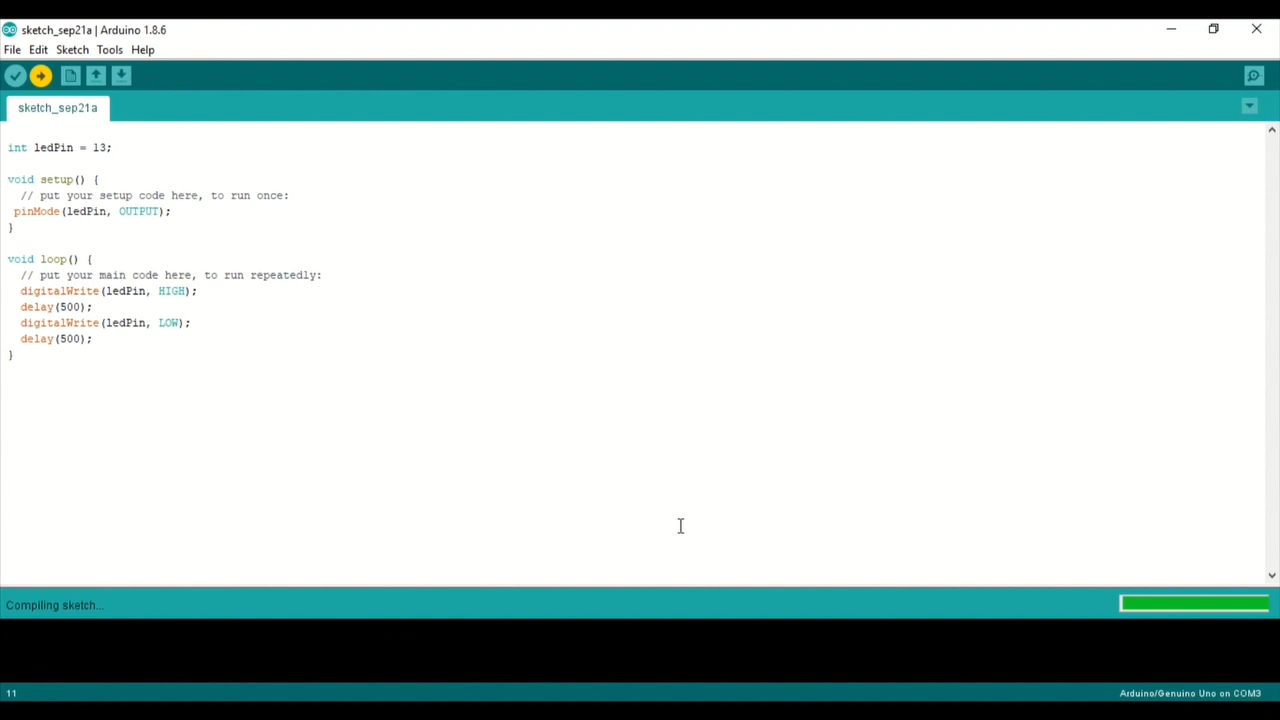 sketch_sep21a | Arduino 1.8.6
File Edit Sketch Tools Help
sketch_sep21a
int ledPin = 13;
void setup() {
// put your setup code here, to run once:
pinMode(ledPin, OUTPUT);
}
void loop() {
// put your main code here, to run repeatedly:
digitalWrite(ledPin, HIGH);
delay(500);
digitalWrite(ledPin, LOW);
delay(500);
}
Compiling sketch...
11 Arduino/Genuino Uno on COM3